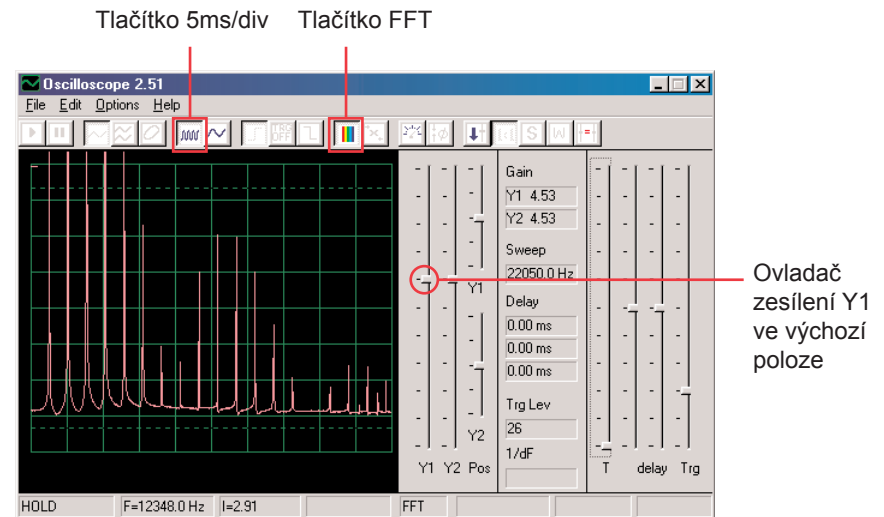 Tlačítko 5ms/div
Tlačítko FFT
Oscilloscope 2.51
File Edit Options Help
TRG OFF
S
W
Gain
Y1 4.53
Y2 4.53
Sweep
22050.0 Hz
Y1
Delay
0.00 ms
0.00 ms
0.00 ms
Trg Lev
26
Y2
1/dF
Y1 Y2 Pos
T delay Trg
Ovladač
zesílení Y1
ve výchozí
poloze
HOLD F=12348.0 Hz I=2.91 FFT